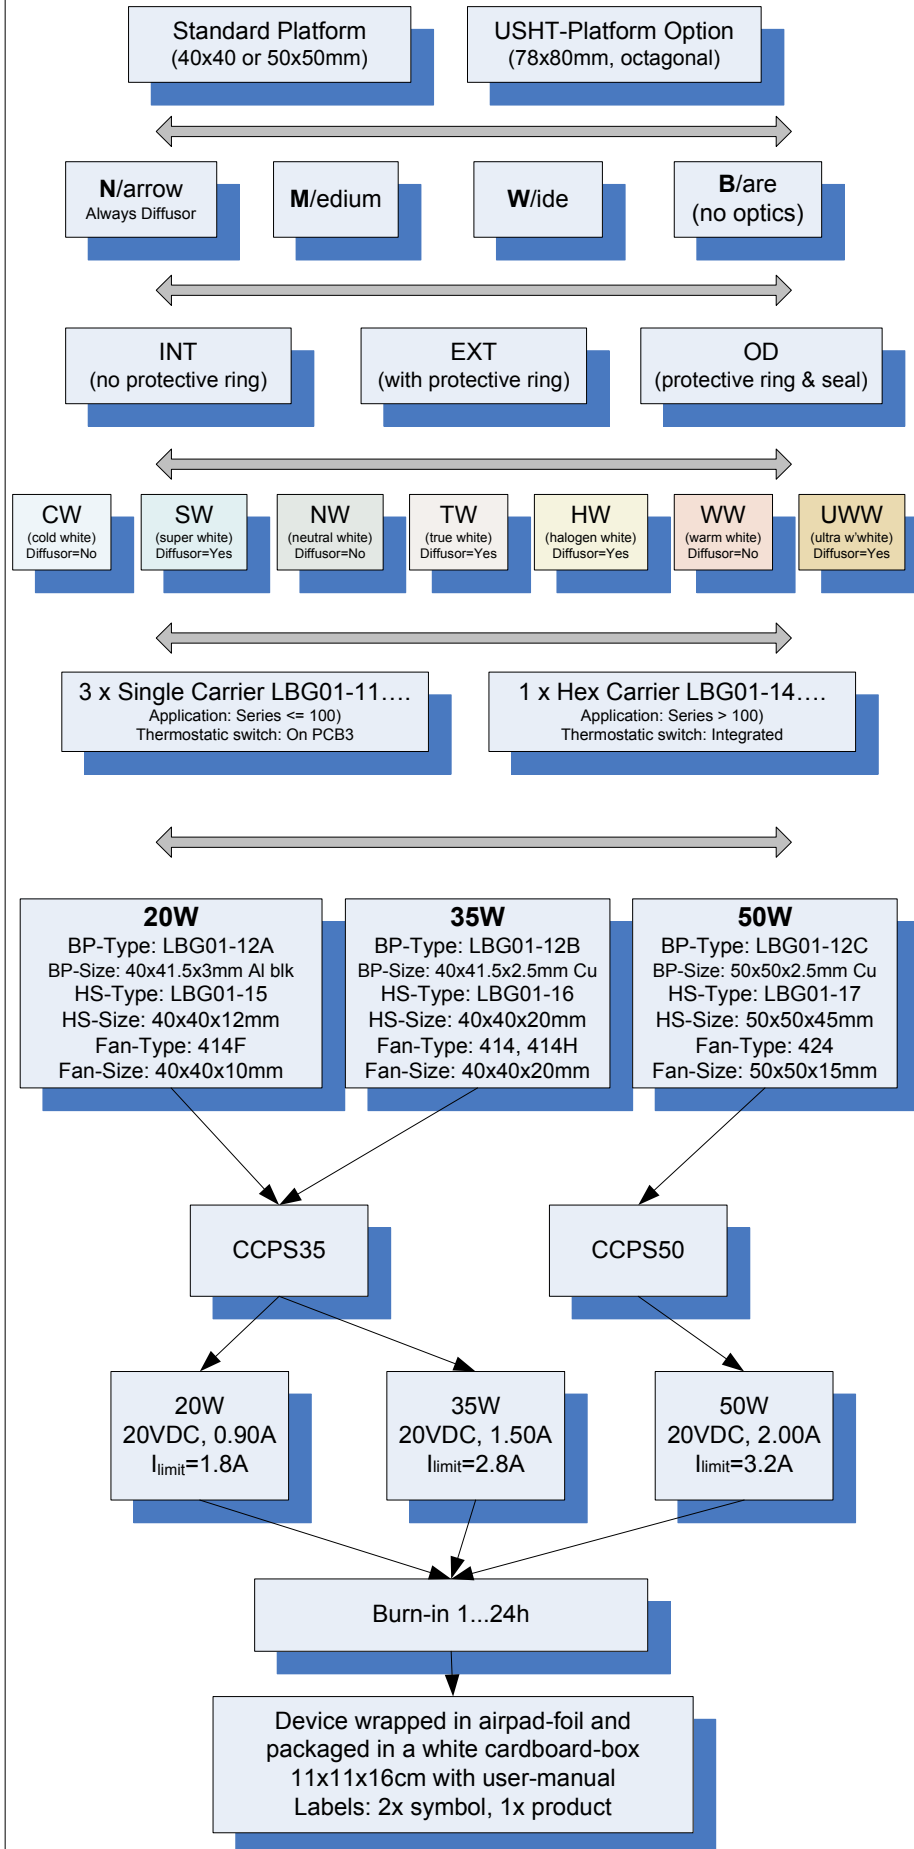 Standard Platform
(40x40 or 50x50mm)
USHT-Platform Option
(78x80mm, octagonal)
N/arrow
Always Diffusor
M/edium
W/ide
B/are
(no optics)
INT
(no protective ring)
EXT
(with protective ring)
OD
(protective ring & seal)
CW
(cold white)
Diffusor=No
SW
(super white)
Diffusor=Yes
NW
(neutral white)
Diffusor=No
TW
(true white)
Diffusor=Yes
HW
(halogen white)
Diffusor=Yes
WW
(warm white)
Diffusor=No
UWW
(ultra w'white)
Diffusor=Yes
3 x Single Carrier LBG01-11....
Application: Series <= 100)
Thermostatic switch: On PCB3
1 x Hex Carrier LBG01-14....
Application: Series > 100)
Thermostatic switch: Integrated
20W
BP-Type: LBG01-12A
BP-Size: 40x41.5x3mm Al blk
HS-Type: LBG01-15
HS-Size: 40x40x12mm
Fan-Type: 414F
Fan-Size: 40x40x10mm
35W
BP-Type: LBG01-12B
BP-Size: 40x41.5x2.5mm Cu
HS-Type: LBG01-16
HS-Size: 40x40x20mm
Fan-Type: 414, 414H
Fan-Size: 40x40x20mm
50W
BP-Type: LBG01-12C
BP-Size: 50x50x2.5mm Cu
HS-Type: LBG01-17
HS-Size: 50x50x45mm
Fan-Type: 424
Fan-Size: 50x50x15mm
CCPS35
CCPS50
20W
20VDC, 0.90A
Ilimit=1.8A
35W
20VDC, 1.50A
Ilimit=2.8A
50W
20VDC, 2.00A
Ilimit=3.2A
Burn-in 1...24h
Device wrapped in airpad-foil and
packaged in a white cardboard-box
11x11x16cm with user-manual
Labels: 2x symbol, 1x product